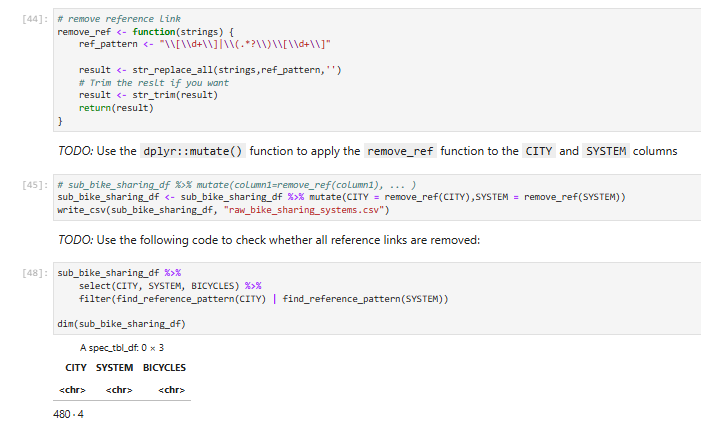 [44]: # remove reference link
remove_ref <- function(strings) {
ref_pattern <- "\\[\\d+\\]|\\(.*?\\)\\[\\d+\\]"
result <- str_replace_all(strings,ref_pattern,'')
# Trim the reslt if you want
result <- str_trim(result)
return(result)
}
TODO: Use the dplyr::mutate() function to apply the remove_ref function to the CITY and SYSTEM columns
[45]: # sub_bike_sharing_df %>% mutate(column1=remove_ref(column1), ... )
sub_bike_sharing_df <- sub_bike_sharing_df %>% mutate(CITY = remove_ref(CITY),SYSTEM = remove_ref(SYSTEM))
write_csv(sub_bike_sharing_df, "raw_bike_sharing_systems.csv")
TODO: Use the following code to check whether all reference links are removed:
[48]: sub_bike_sharing_df %>%
select(CITY, SYSTEM, BICYCLES) %>%
filter(find_reference_pattern(CITY) | find_reference_pattern(SYSTEM))
dim(sub_bike_sharing_df)
A spec_tbl_df: 0 × 3
CITY SYSTEM BICYCLES
<chr> <chr> <chr>
480 · 4